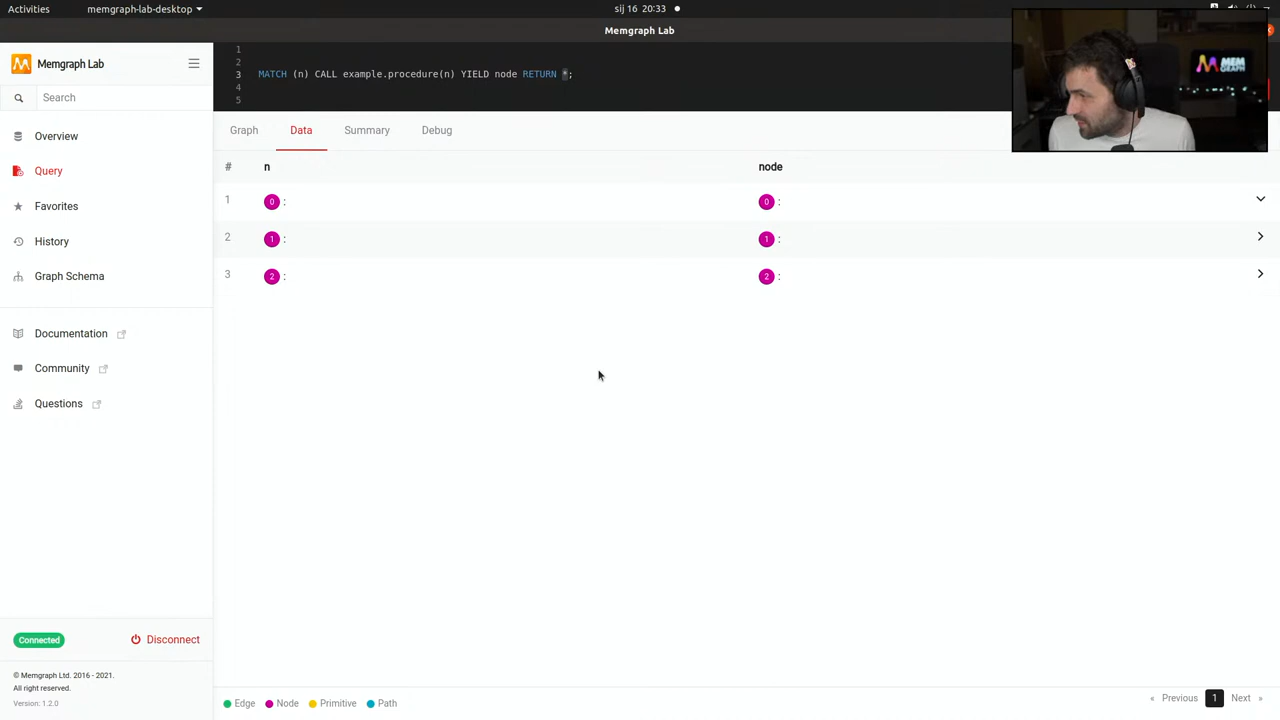 Activities
memgraph-lab-desktop
sij 16 20:33
Memgraph Lab
Memgraph Lab
Search
Overview
Query
Favorites
History
Graph Schema
Documentation
Community
Questions
Connected
Disconnect
© Memgraph Ltd. 2016 - 2021.
All right reserved.
Version: 1.2.0
1
2
3 MATCH (n) CALL example.procedure(n) YIELD node RETURN *;
4
5
MEM
GRAPH
Graph Data Summary Debug
# n node
1 0 : 0 :
2 1 : 1 :
3 2 : 2 :
Edge Node Primitive Path
« Previous 1 Next »